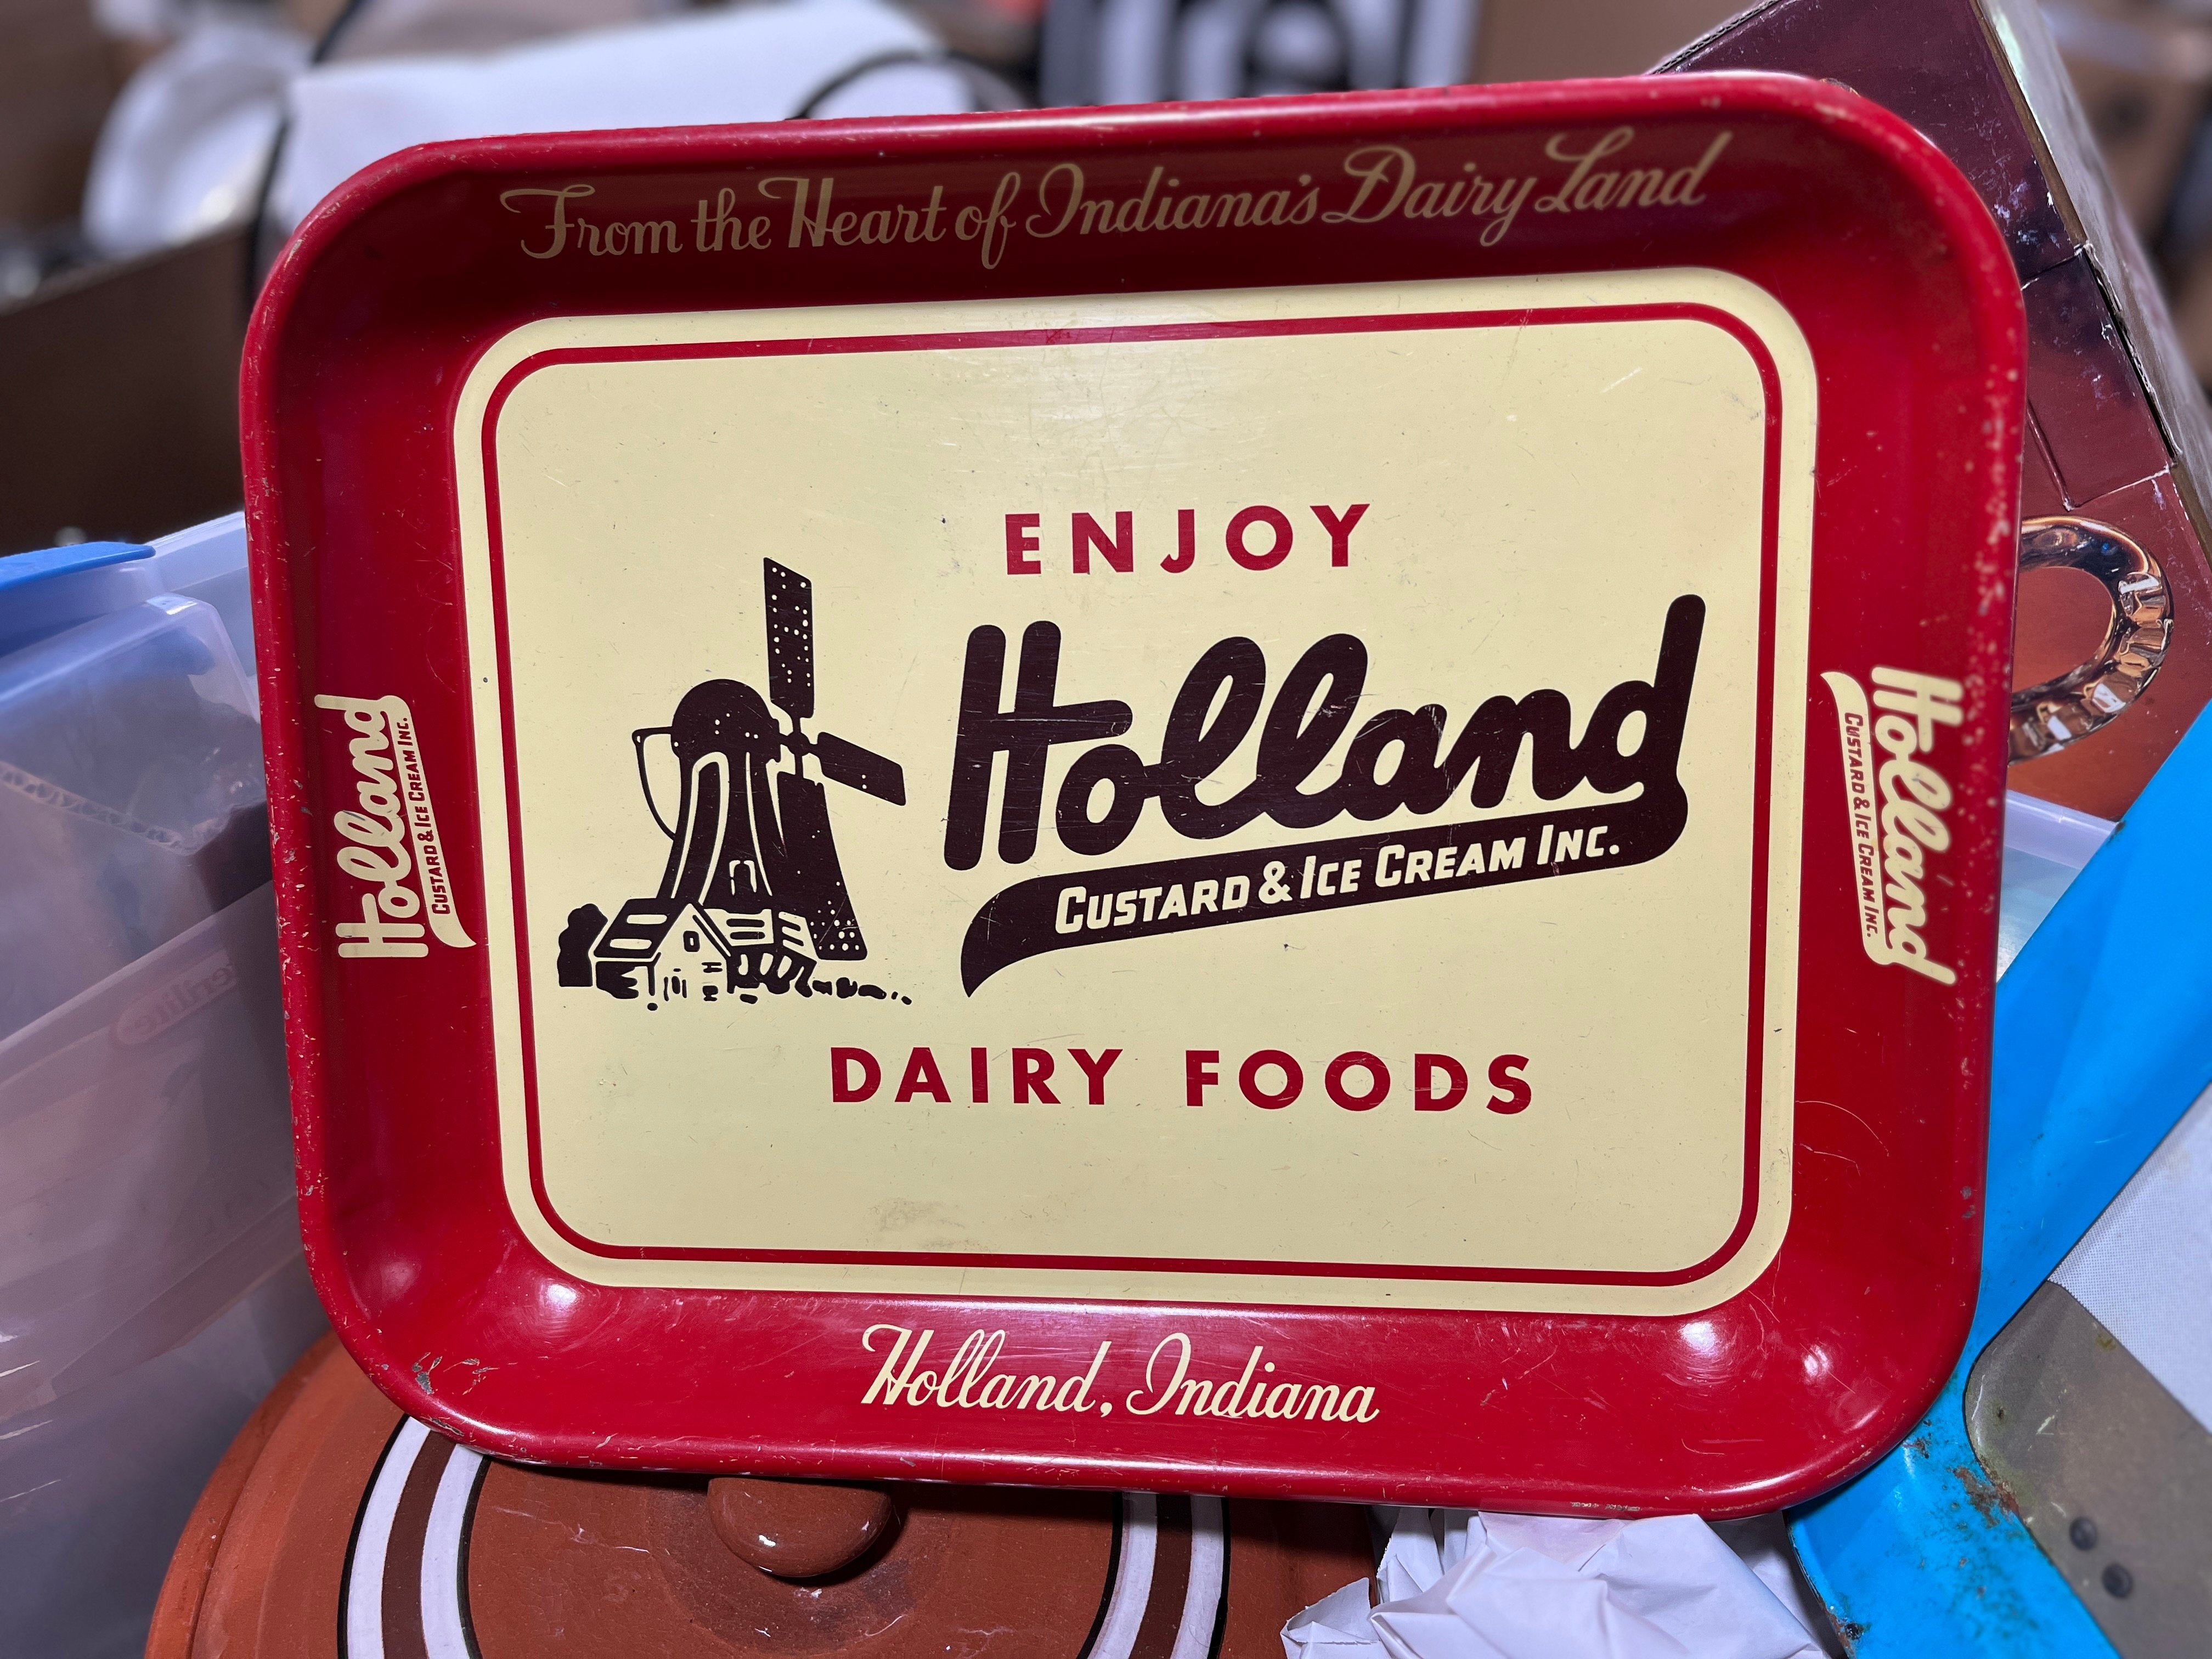 From the Heart of Indiana's Dairy Land
ENJOY
Holland
CUSTARD & ICE CREAM INC.
DAIRY FOODS
Holland
CUSTARD & ICE CREAM INC.
Holland
CUSTARD & ICE CREAM INC.
Holland, Indiana